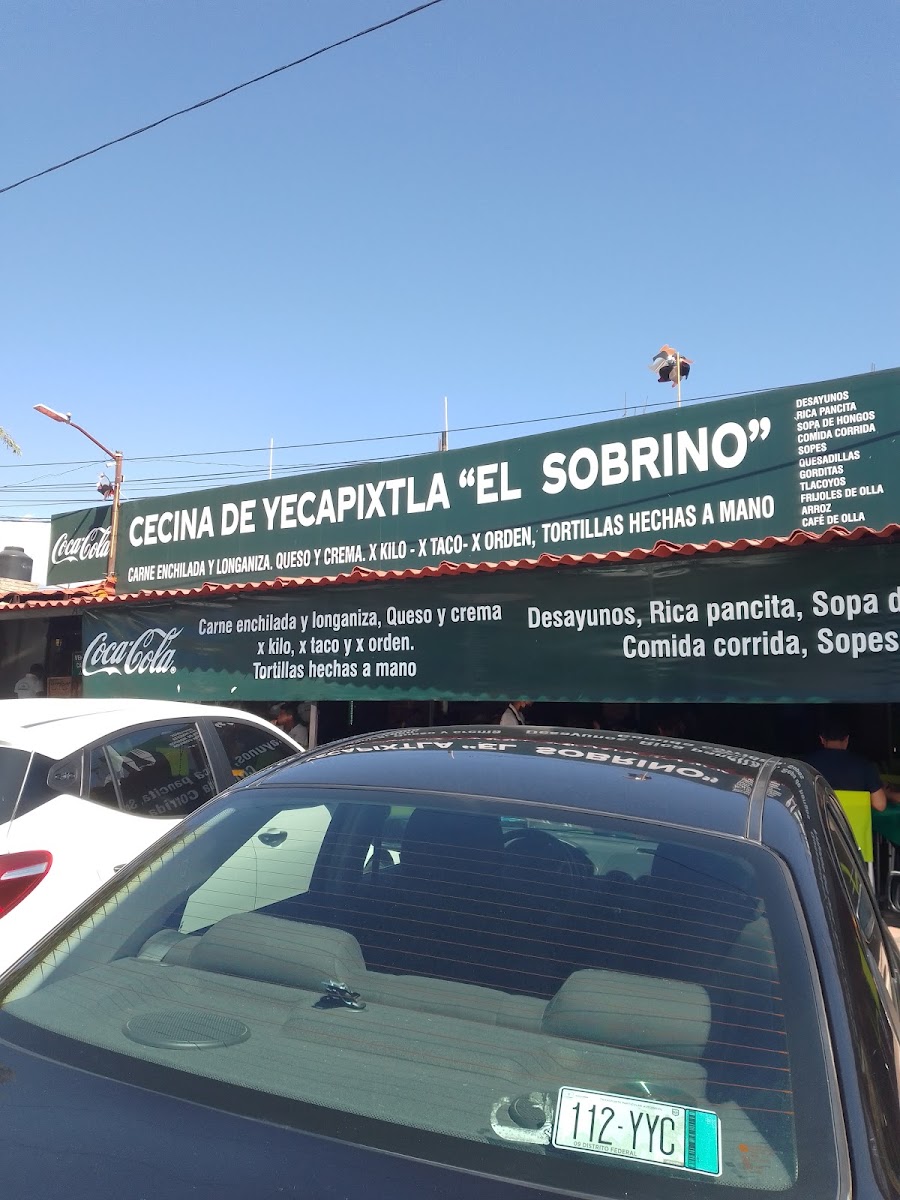 Coca-Cola
CECINA DE YECAPIXTLA "EL SOBRINO"
CARNE ENCHILADA Y LONGANIZA, QUESO Y CREMA. X KILO - X TACO- X ORDEN, TORTILLAS HECHAS A MANO
DESAYUNOS
RICA PANCITA
SOPA DE HONGOS
COMIDA CORRIDA
SOPES
QUESADILLAS
GORDITAS
TLACOYOS
FRIJOLES DE OLLA
ARROZ
CAFÉ DE OLLA
Coca-Cola
Carne enchilada y longaniza, Queso y crema
x kilo, x taco y x orden.
Tortillas hechas a mano
Desayunos, Rica pancita, Sopa d
Comida corrida, Sopes
112-YYC
09 DISTRITO FEDERAL